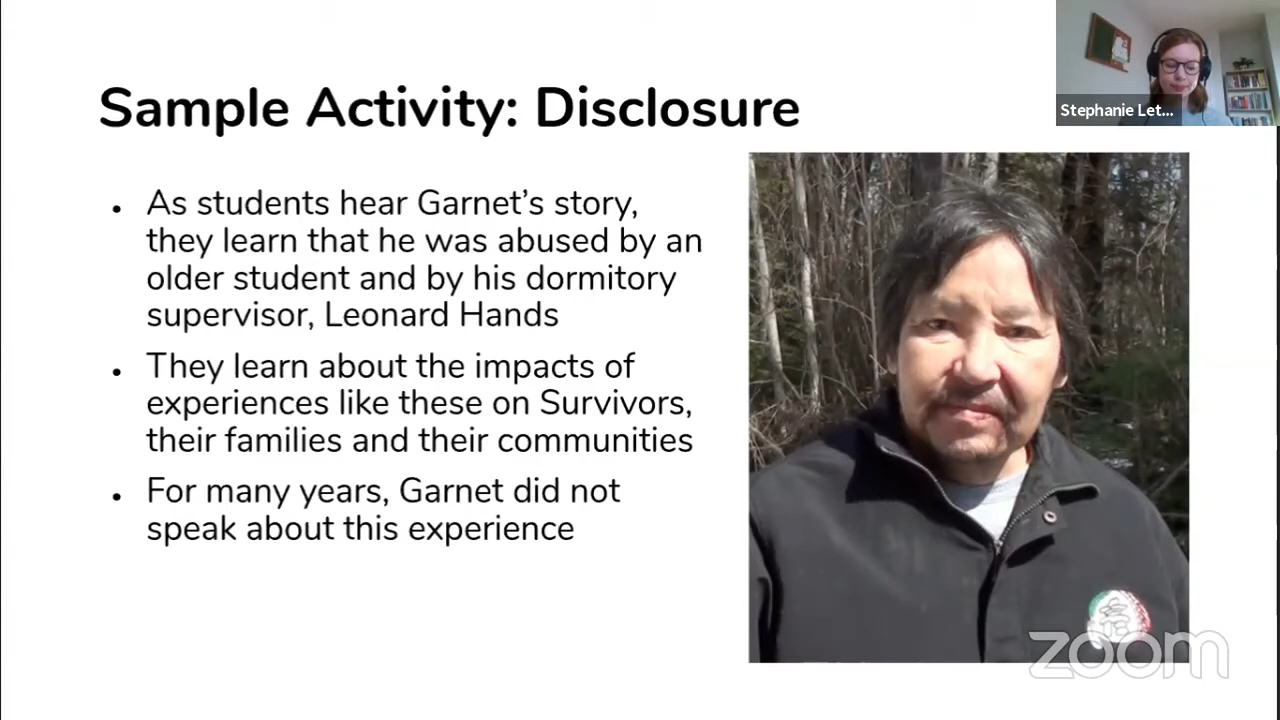 Stephanie Let...
Sample Activity: Disclosure
• As students hear Garnet’s story,
they learn that he was abused by an
older student and by his dormitory
supervisor, Leonard Hands
• They learn about the impacts of
experiences like these on Survivors,
their families and their communities
• For many years, Garnet did not
speak about this experience
zoom